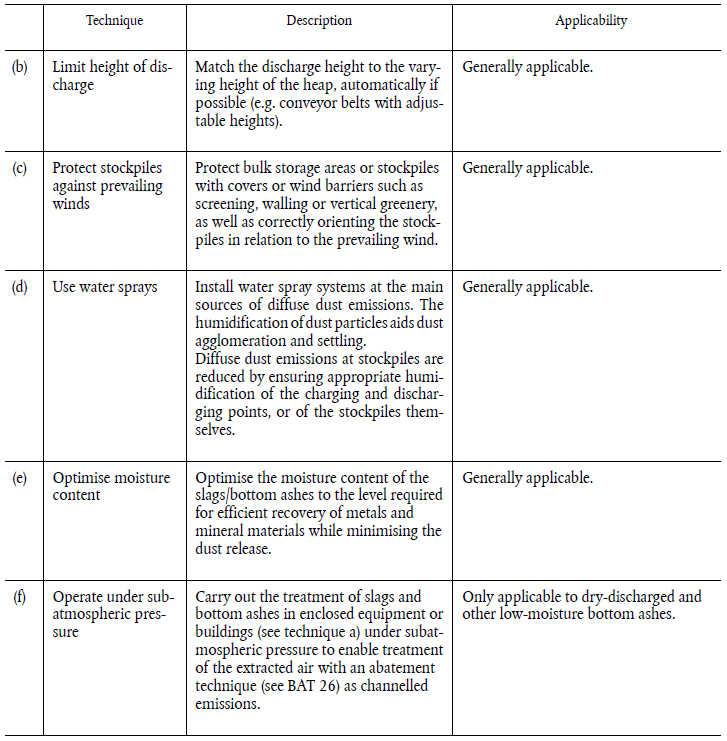 Technique Description Applicability
(b) Limit height of dis-
charge
Match the discharge height to the vary-
ing height of the heap, automatically if
possible (e.g. conveyor belts with adjus-
table heights).
Generally applicable.
(c) Protect stockpiles
against prevailing
winds
Protect bulk storage areas or stockpiles
with covers or wind barriers such as
screening, walling or vertical greenery,
as well as correctly orienting the stock-
piles in relation to the prevailing wind.
Generally applicable.
(d) Use water sprays
Install water spray systems at the main
sources of diffuse dust emissions. The
humidification of dust particles aids dust
agglomeration and settling.
Diffuse dust emissions at stockpiles are
reduced by ensuring appropriate humi-
dification of the charging and dischar-
ging points, or of the stockpiles them-
selves.
Generally applicable.
(e) Optimise moisture
content
Optimise the moisture content of the
slags/bottom ashes to the level required
for efficient recovery of metals and
mineral materials while minimising the
dust release.
Generally applicable.
(f) Operate under sub-
atmospheric pres-
sure
Carry out the treatment of slags and
bottom ashes in enclosed equipment or
buildings (see technique a) under subat-
mospheric pressure to enable treatment
of the extracted air with an abatement
technique (see BAT 26) as channelled
emissions.
Only applicable to dry-discharged and
other low-moisture bottom ashes.